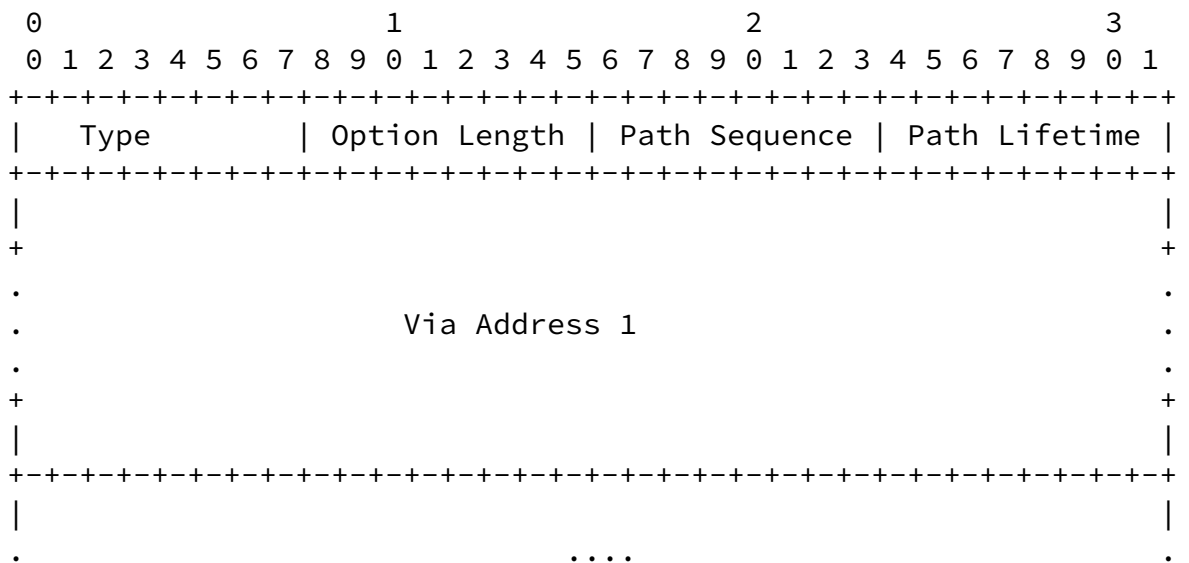 0                   1                   2                   3
 0 1 2 3 4 5 6 7 8 9 0 1 2 3 4 5 6 7 8 9 0 1 2 3 4 5 6 7 8 9 0 1
+-+-+-+-+-+-+-+-+-+-+-+-+-+-+-+-+-+-+-+-+-+-+-+-+-+-+-+-+-+-+-+-+
|   Type        | Option Length | Path Sequence | Path Lifetime |
+-+-+-+-+-+-+-+-+-+-+-+-+-+-+-+-+-+-+-+-+-+-+-+-+-+-+-+-+-+-+-+-+
|                                                               |
+                                                               +
.                                                               .
.                     Via Address 1                             .
.                                                               .
+                                                               +
|                                                               |
+-+-+-+-+-+-+-+-+-+-+-+-+-+-+-+-+-+-+-+-+-+-+-+-+-+-+-+-+-+-+-+-+
|                                                               |
.                              ....                             .